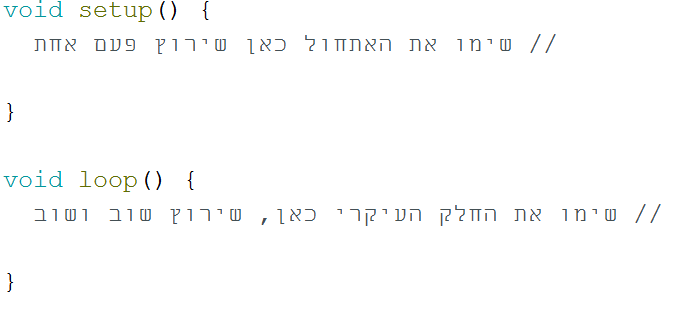 void setup() {
// שימו את האתחול כאן שירוץ פעם אחת
}
void loop() {
// שימו את החלק העיקרי כאן, שירוץ שוב ושוב
}